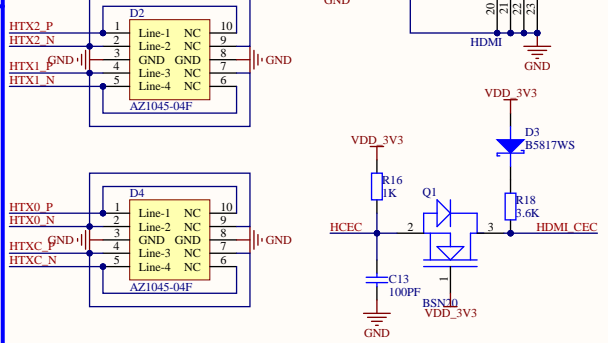 GND
20
21
22
23
HDMI
GND
D2
HTX2_P 1 Line-1 NC 10
HTX2_N 2 Line-2 NC 9
GND 3 GND GND 8 GND
HTX1_P 4 Line-3 NC 7
HTX1_N 5 Line-4 NC 6
AZ1045-04F
VDD_3V3
D3
B5817WS
VDD_3V3
R16
1K
Q1
R18
3.6K
D4
HTX0_P 1 Line-1 NC 10
HTX0_N 2 Line-2 NC 9
GND 3 GND GND 8 GND
HTXC_P 4 Line-3 NC 7
HTXC_N 5 Line-4 NC 6
AZ1045-04F
HCEC 2 3 HDMI_CEC
C13
100PF
1
BSN20
VDD_3V3
GND